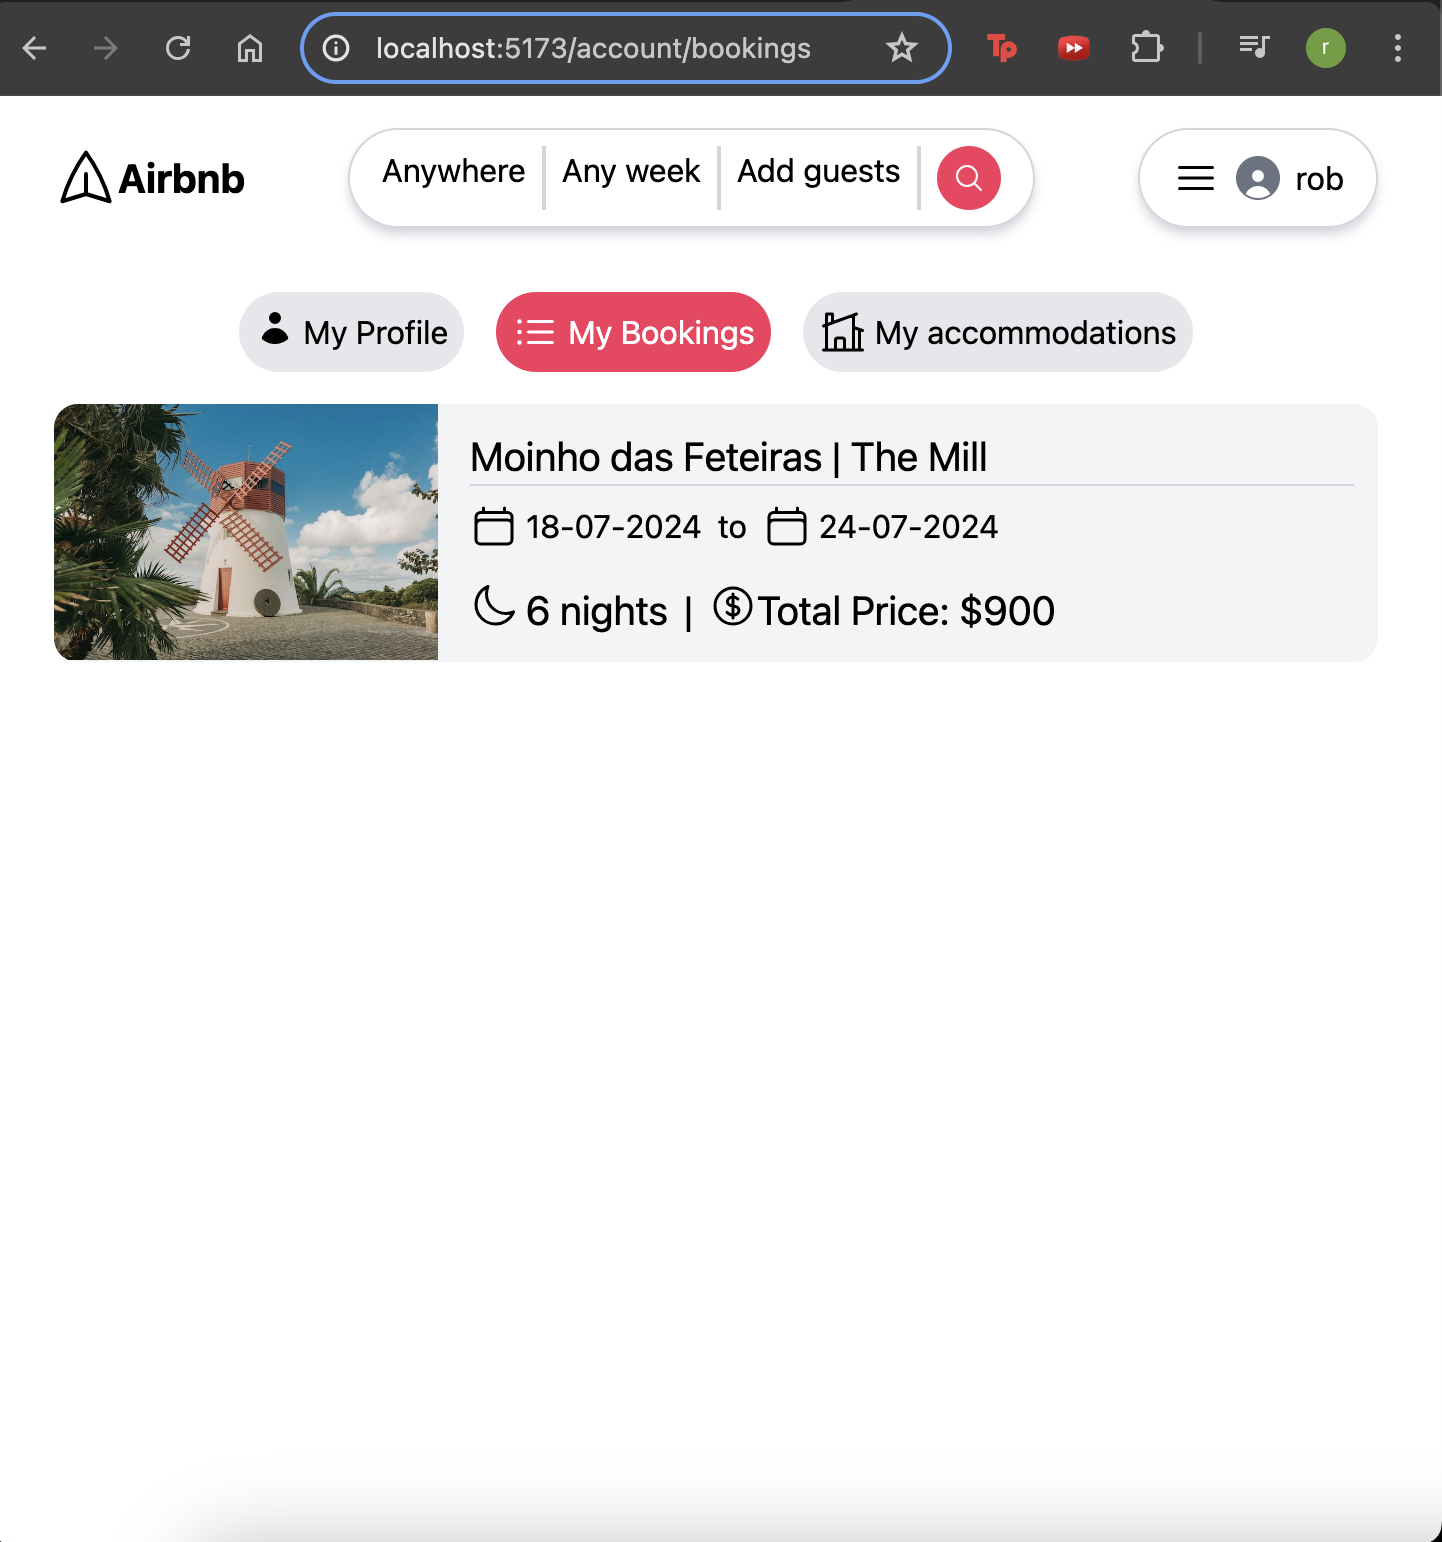 localhost:5173/account/bookings
Tp
r
Airbnb
Anywhere
Any week
Add guests
rob
My Profile
My Bookings
My accommodations
Moinho das Feteiras | The Mill
18-07-2024 to 24-07-2024
6 nights | $ Total Price: $900